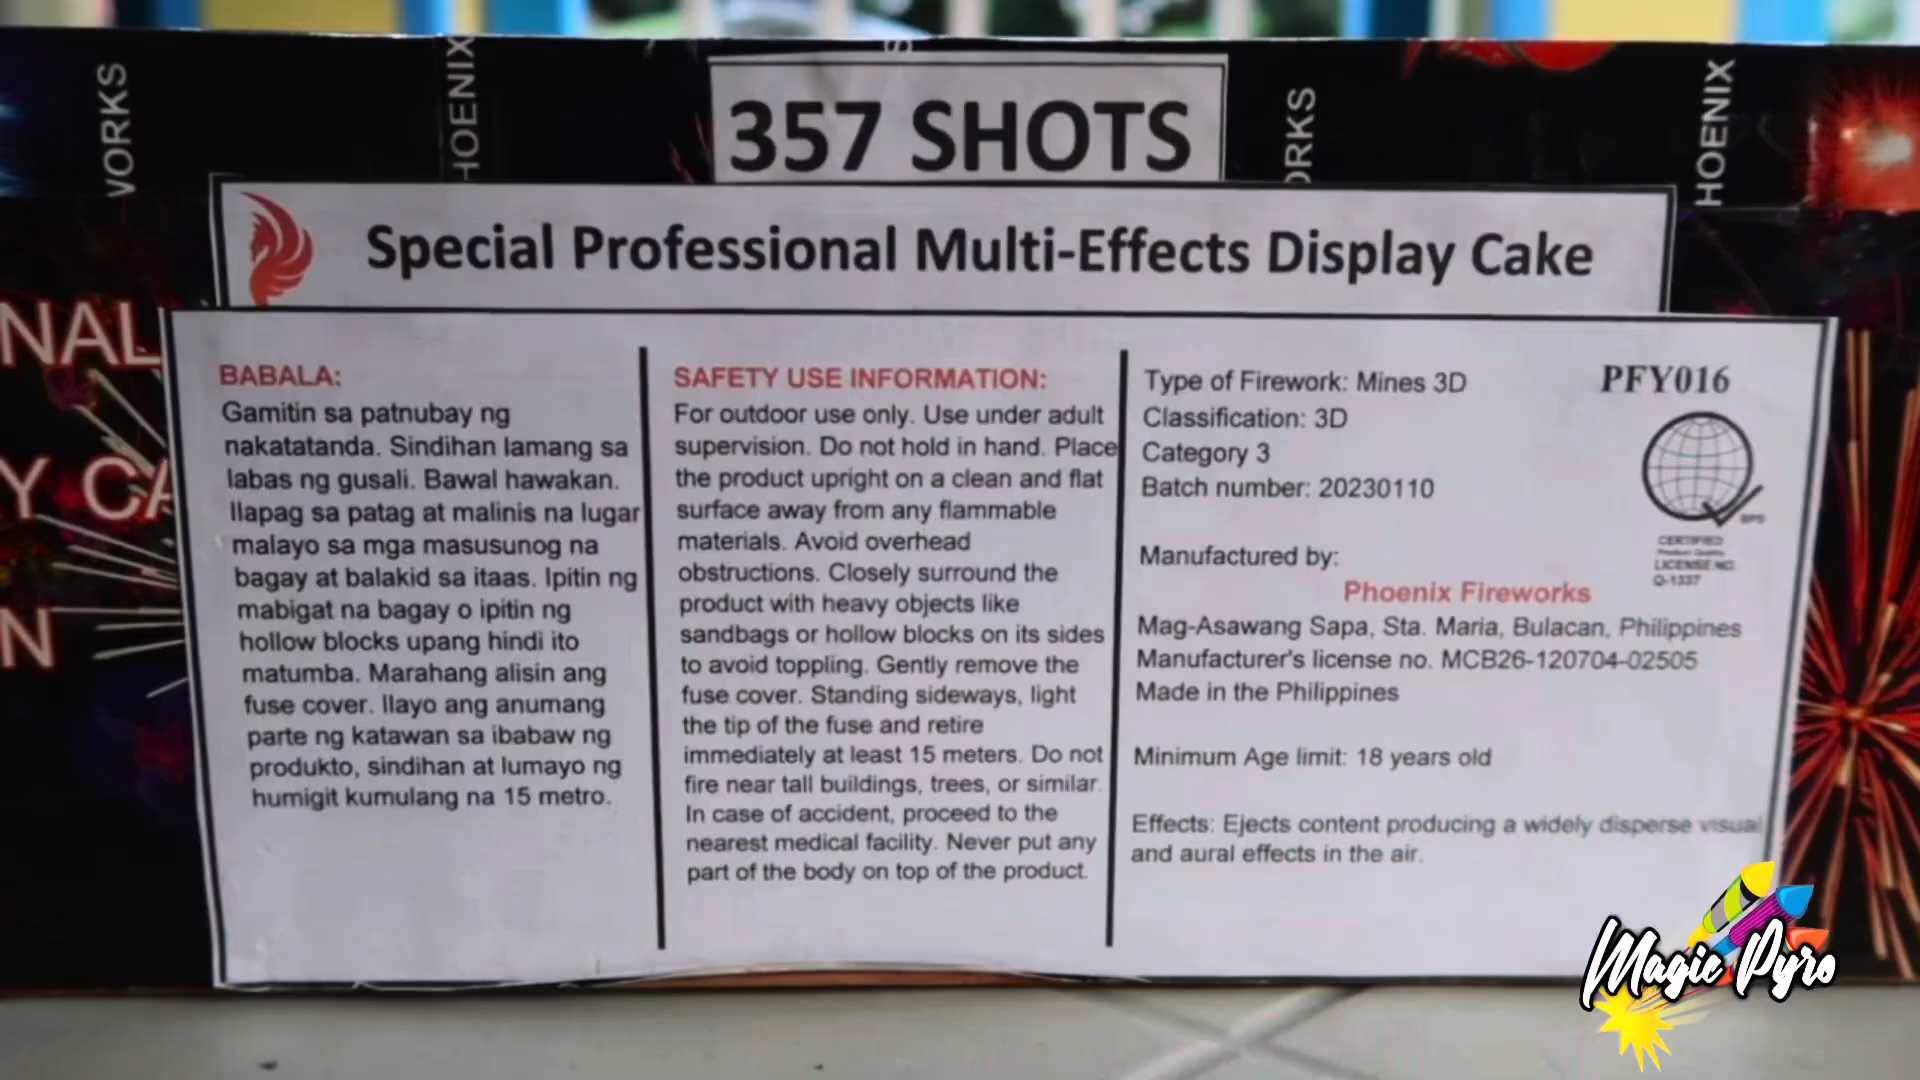 VORKS
HOENIX
ORKS
HOENIX
357 SHOTS
Special Professional Multi-Effects Display Cake
NAL
Y CA
N
BABALA:
Gamitin sa patnubay ng
nakatatanda. Sindihan lamang sa
labas ng gusali. Bawal hawakan.
Ilapag sa patag at malinis na lugar
malayo sa mga masusunog na
bagay at balakid sa itaas. Ipitin ng
mabigat na bagay o ipitin ng
hollow blocks upang hindi ito
matumba. Marahang alisin ang
fuse cover. Ilayo ang anumang
parte ng katawan sa ibabaw ng
produkto, sindihan at lumayo ng
humigit kumulang na 15 metro.
SAFETY USE INFORMATION:
For outdoor use only. Use under adult
supervision. Do not hold in hand. Place
the product upright on a clean and flat
surface away from any flammable
materials. Avoid overhead
obstructions. Closely surround the
product with heavy objects like
sandbags or hollow blocks on its sides
to avoid toppling. Gently remove the
fuse cover. Standing sideways, light
the tip of the fuse and retire
immediately at least 15 meters. Do not
fire near tall buildings, trees, or similar.
In case of accident, proceed to the
nearest medical facility. Never put any
part of the body on top of the product.
Type of Firework: Mines 3D
Classification: 3D
Category 3
Batch number: 20230110
PFY016
BPS
CERTIFIED
Product Quality
LICENSE NO.
Q-1337
Manufactured by:
Phoenix Fireworks
Mag-Asawang Sapa, Sta. Maria, Bulacan, Philippines
Manufacturer's license no. MCB26-120704-02505
Made in the Philippines
Minimum Age limit: 18 years old
Effects: Ejects content producing a widely disperse visual
and aural effects in the air.
Magic Pyro